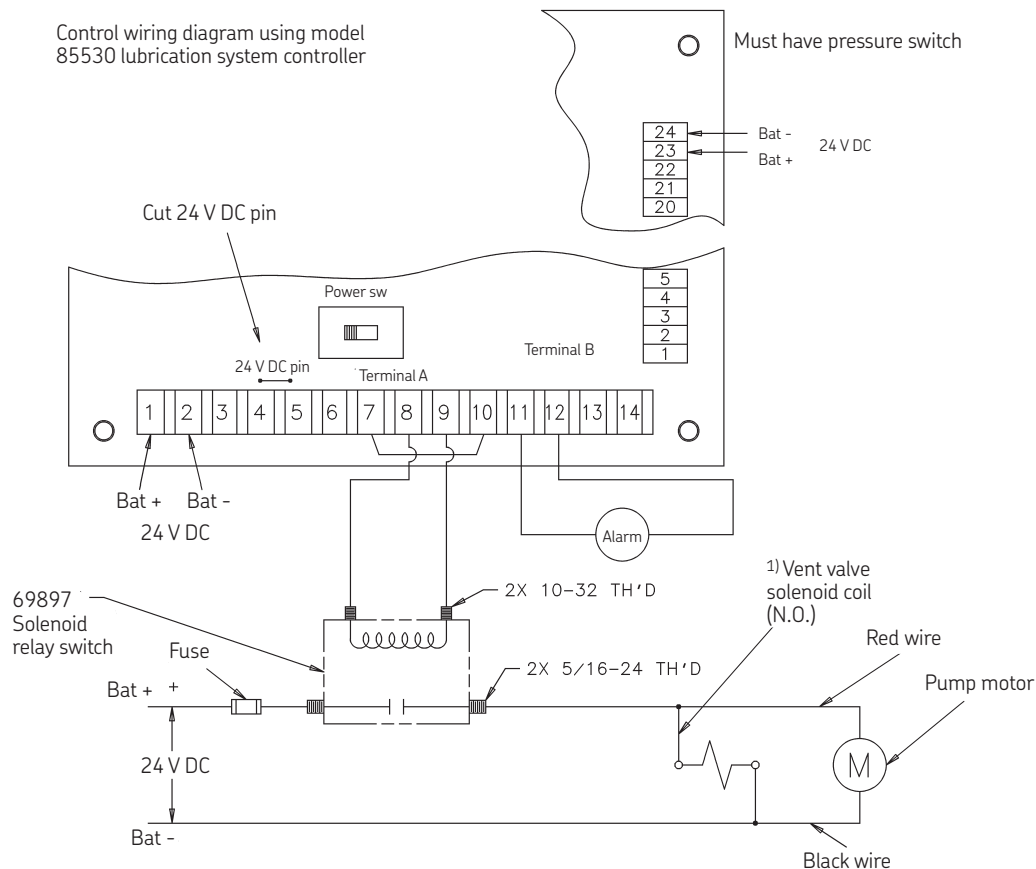 Control wiring diagram using model
85530 lubrication system controller
Must have pressure switch
24
23
22
21
20
Bat -
Bat +
24 V DC
Cut 24 V DC pin
Power sw
5
4
3
2
1
Terminal B
24 V DC pin
Terminal A
1 2 3 4 5 6 7 8 9 10 11 12 13 14
Bat + Bat -
24 V DC
Alarm
1) Vent valve
solenoid coil
(N.O.)
2X 10-32 TH'D
69897
Solenoid
relay switch
Fuse
Red wire
2X 5/16-24 TH'D
Pump motor
Bat + +
24 V DC
M
Bat -
Black wire